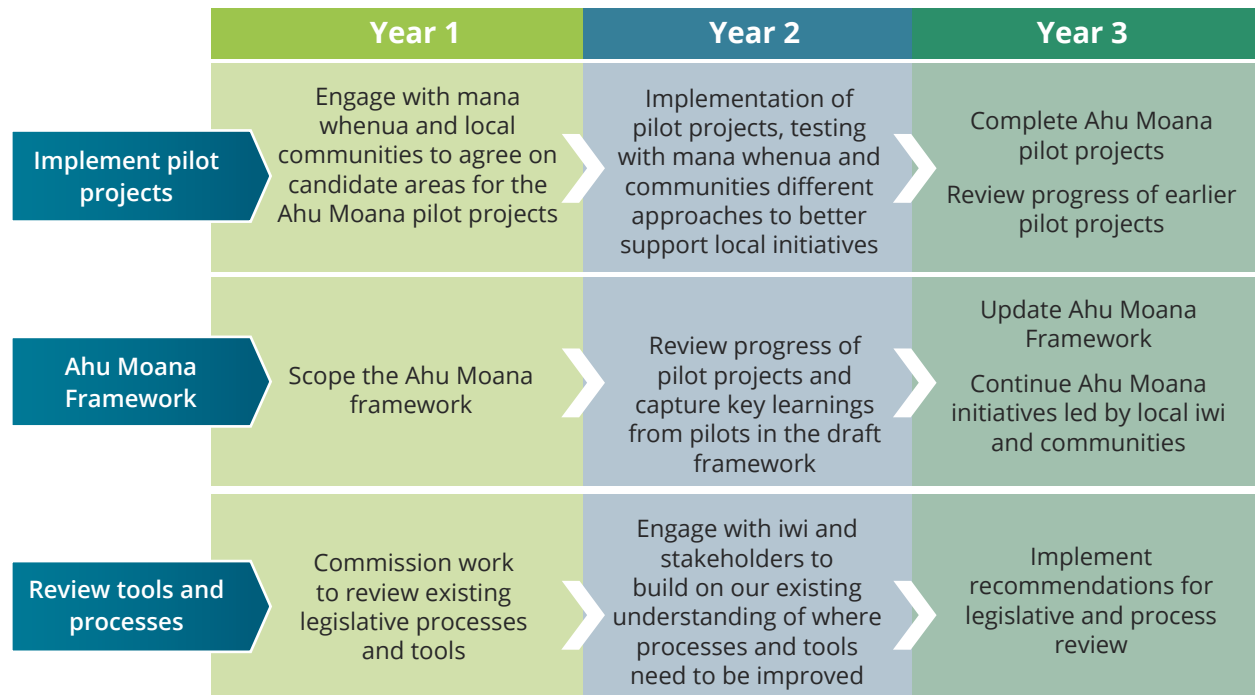 Year 1
Year 2
Year 3
Implement pilot
projects
Engage with mana
whenua and local
communities to agree on
candidate areas for the
Ahu Moana pilot projects
Implementation of
pilot projects, testing
with mana whenua and
communities different
approaches to better
support local initiatives
Complete Ahu Moana
pilot projects
Review progress of earlier
pilot projects
Ahu Moana
Framework
Scope the Ahu Moana
framework
Review progress of
pilot projects and
capture key learnings
from pilots in the draft
framework
Update Ahu Moana
Framework
Continue Ahu Moana
initiatives led by local iwi
and communities
Review tools and
processes
Commission work
to review existing
legislative processes
and tools
Engage with iwi and
stakeholders to
build on our existing
understanding of where
processes and tools
need to be improved
Implement
recommendations for
legislative and process
review